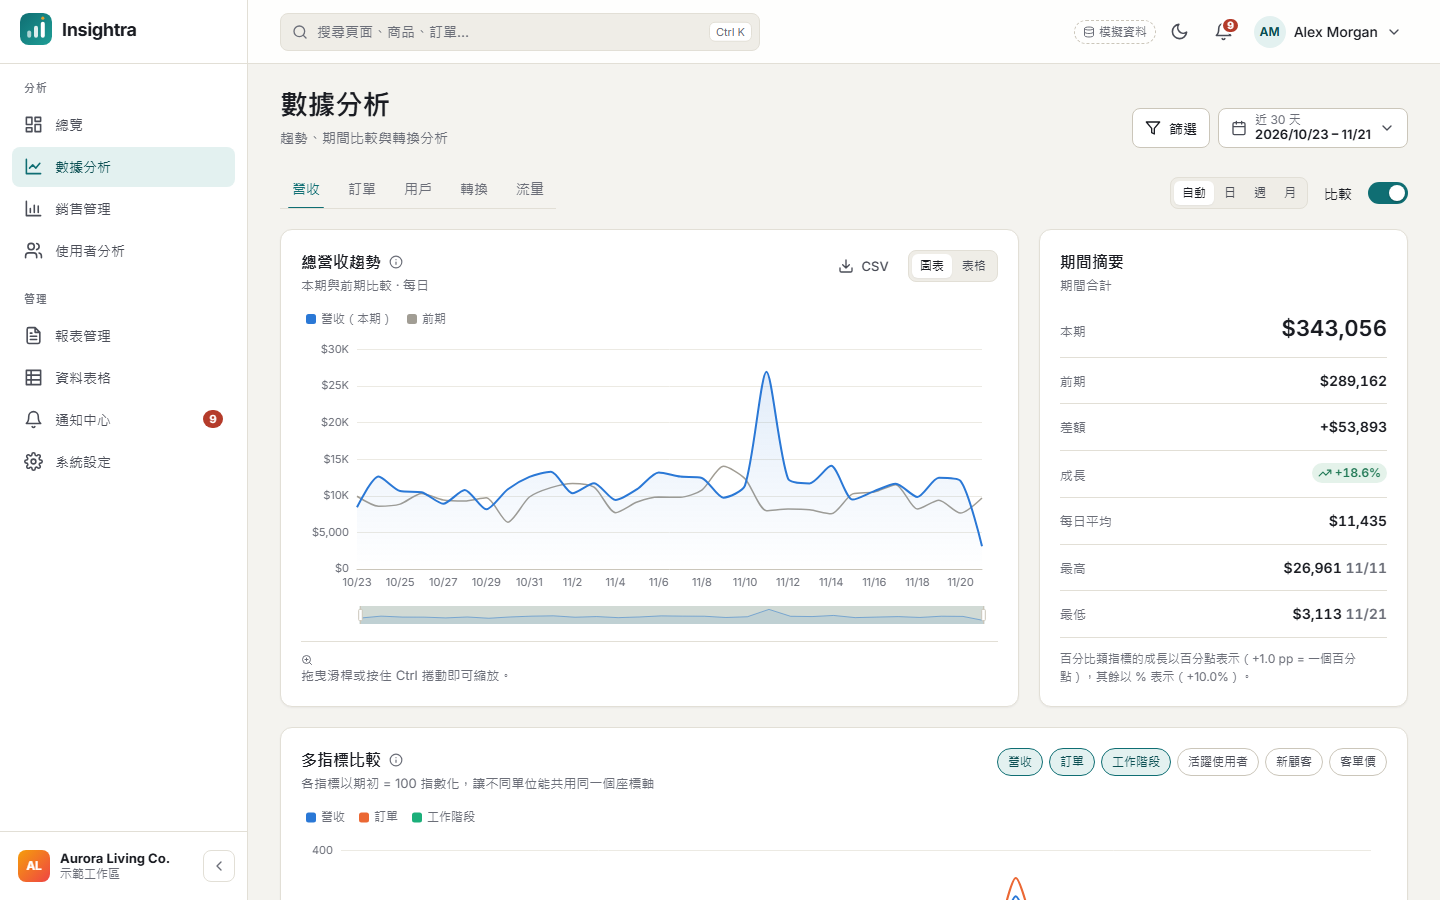 Insightra
搜尋頁面、商品、訂單...
Ctrl K
模擬資料
9
AM
Alex Morgan
分析
總覽
數據分析
銷售管理
使用者分析
管理
報表管理
資料表格
通知中心
9
系統設定
AL
Aurora Living Co.
示範工作區
數據分析
趨勢、期間比較與轉換分析
篩選
近 30 天
2026/10/23 – 11/21
營收
訂單
用戶
轉換
流量
自動
日
週
月
比較
總營收趨勢
本期與前期比較 · 每日
CSV
圖表
表格
營收（本期）
前期
$30K
$25K
$20K
$15K
$10K
$5,000
$0
10/23
10/25
10/27
10/29
10/31
11/2
11/4
11/6
11/8
11/10
11/12
11/14
11/16
11/18
11/20
拖曳滑桿或按住 Ctrl 捲動即可縮放。
期間摘要
期間合計
本期
$343,056
前期
$289,162
差額
+$53,893
成長
+18.6%
每日平均
$11,435
最高
$26,961 11/11
最低
$3,113 11/21
百分比類指標的成長以百分點表示（+1.0 pp = 一個百分
點），其餘以 % 表示（+10.0%）。
多指標比較
各指標以期初 = 100 指數化，讓不同單位能共用同一個座標軸
營收
訂單
工作階段
活躍使用者
新顧客
客單價
營收
訂單
工作階段
400